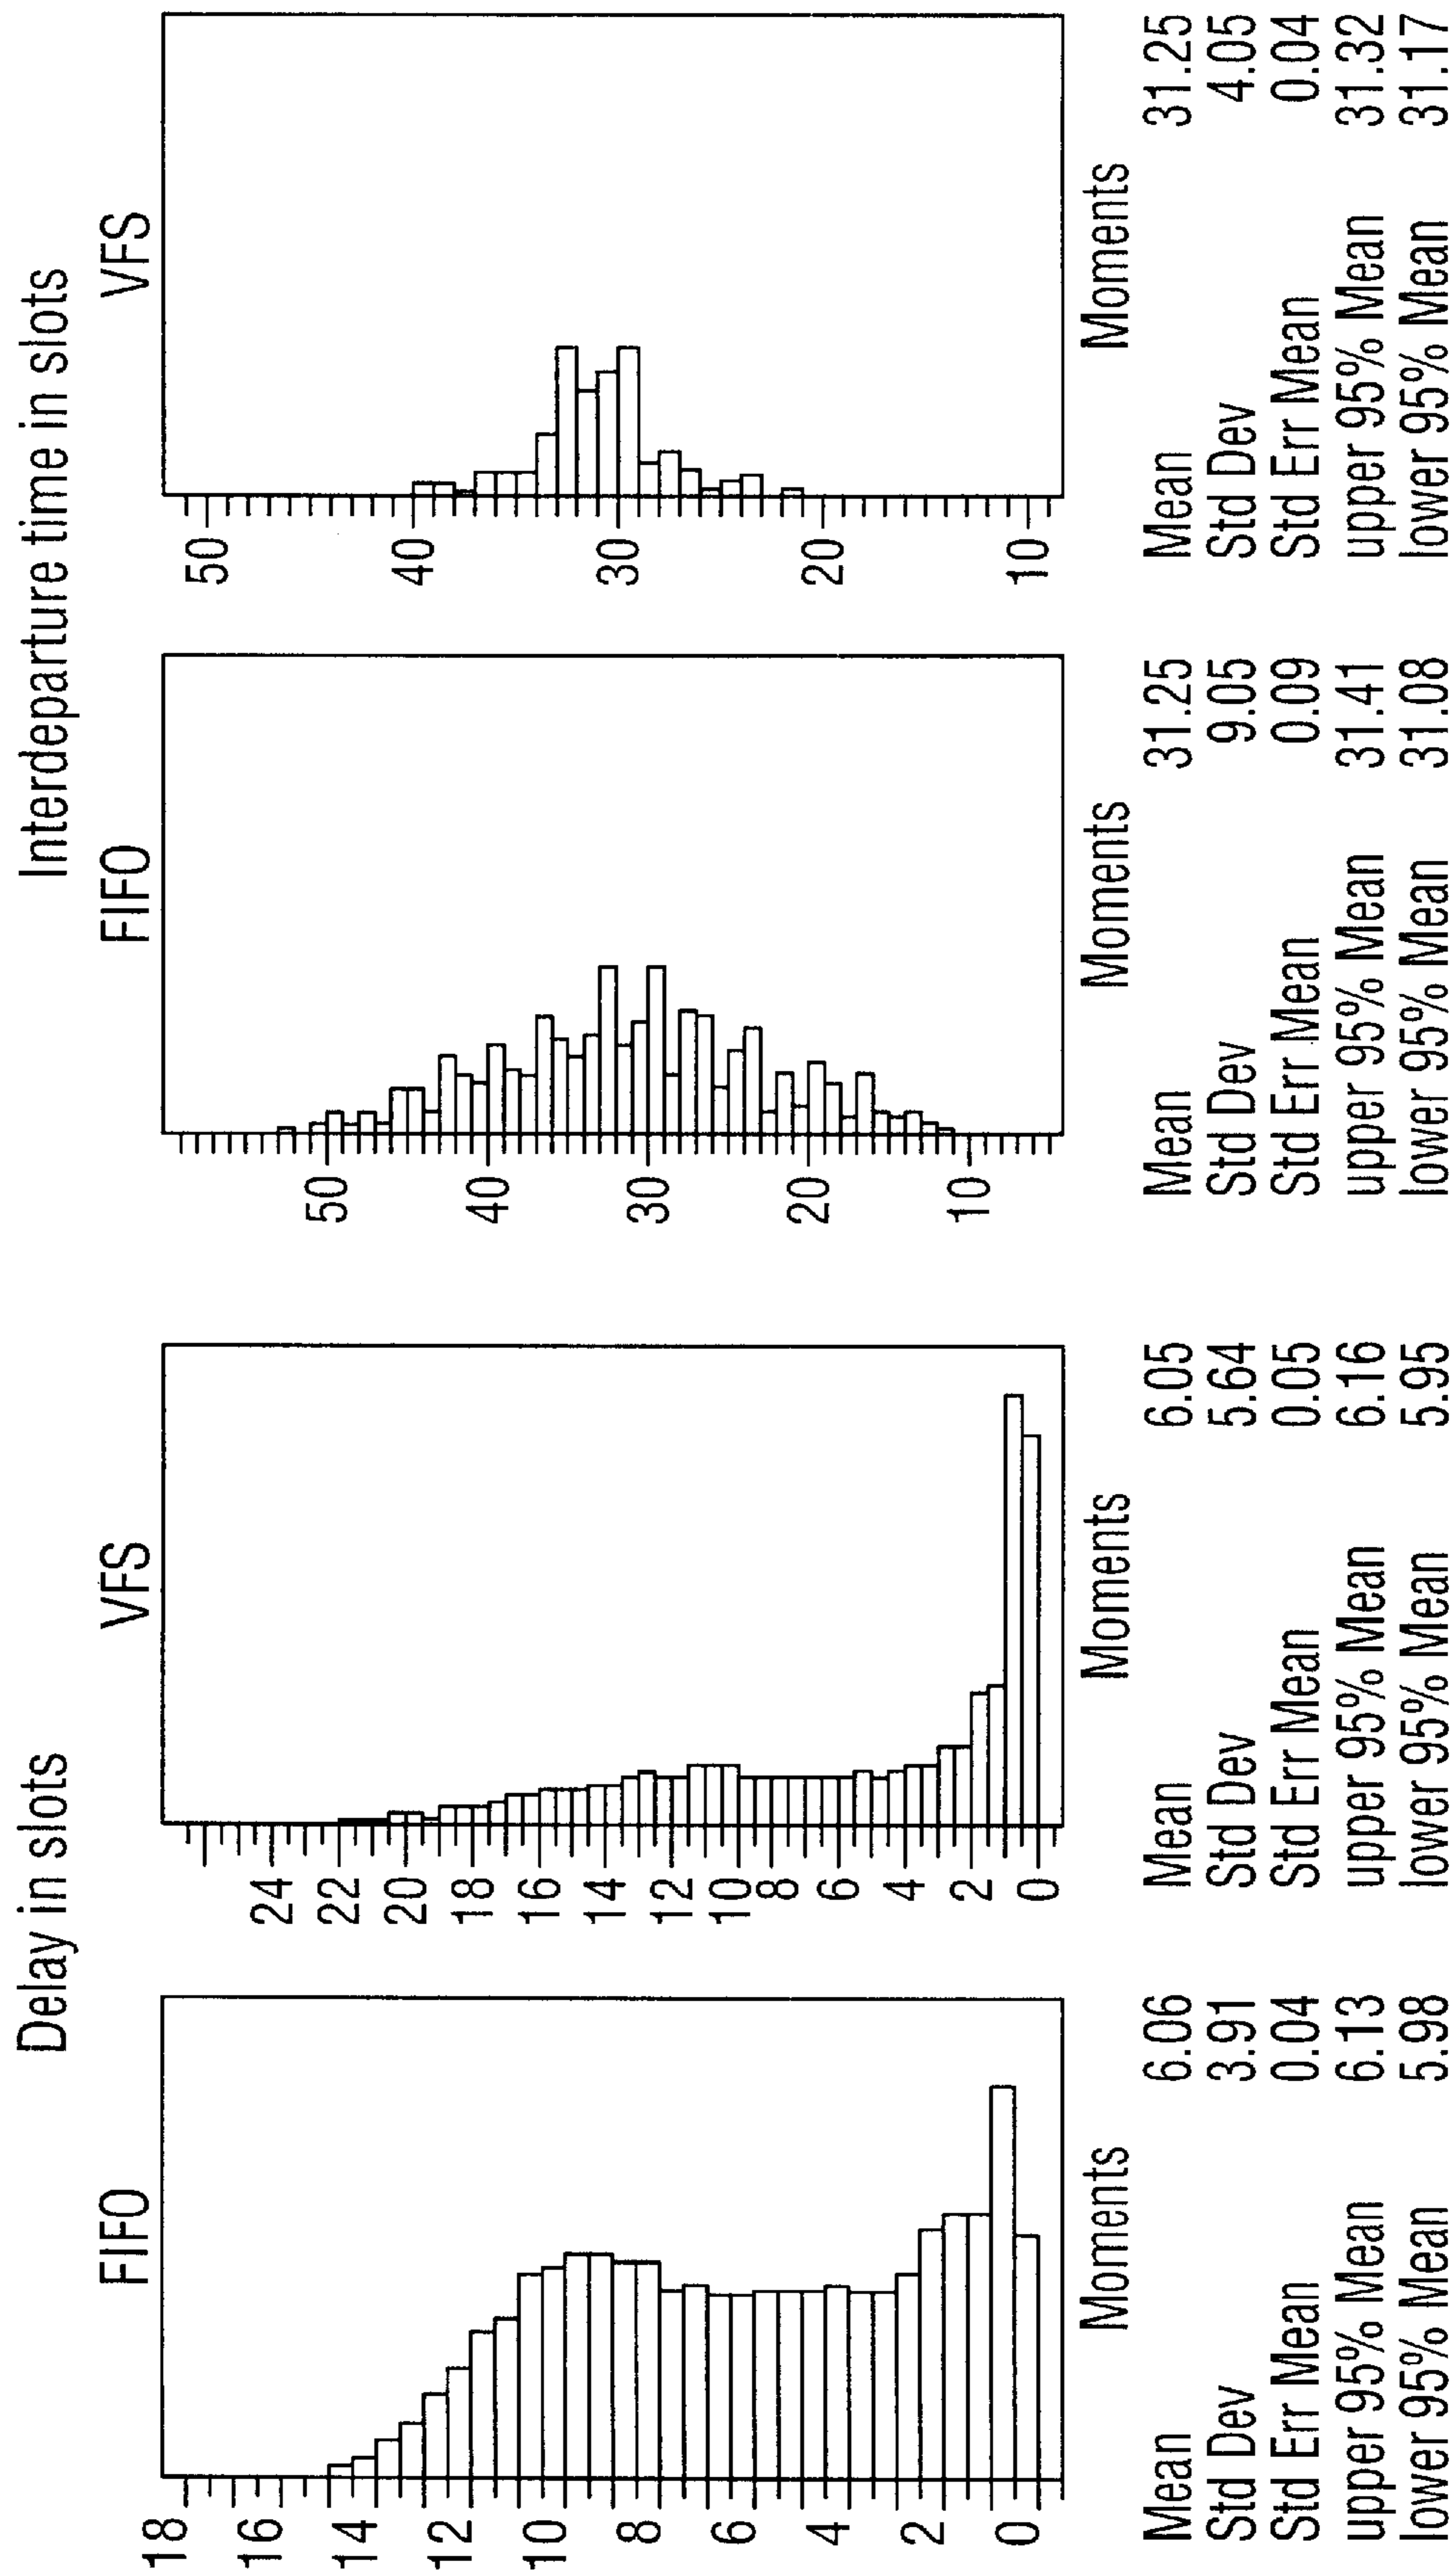 Delay in slots
Interdeparture time in slots
FIFO
18
16
14
12
10
8
6
4
2
0
Moments
Mean 6.06
Std Dev 3.91
Std Err Mean 0.04
upper 95% Mean 6.13
lower 95% Mean 5.98
VFS
24
22
20
18
16
14
12
10
8
6
4
2
0
Moments
Mean 6.05
Std Dev 5.64
Std Err Mean 0.05
upper 95% Mean 6.16
lower 95% Mean 5.95
FIFO
50
40
30
20
10
Moments
Mean 31.25
Std Dev 9.05
Std Err Mean 0.09
upper 95% Mean 31.41
lower 95% Mean 31.08
VFS
50
40
30
20
10
Moments
Mean 31.25
Std Dev 4.05
Std Err Mean 0.04
upper 95% Mean 31.32
lower 95% Mean 31.17